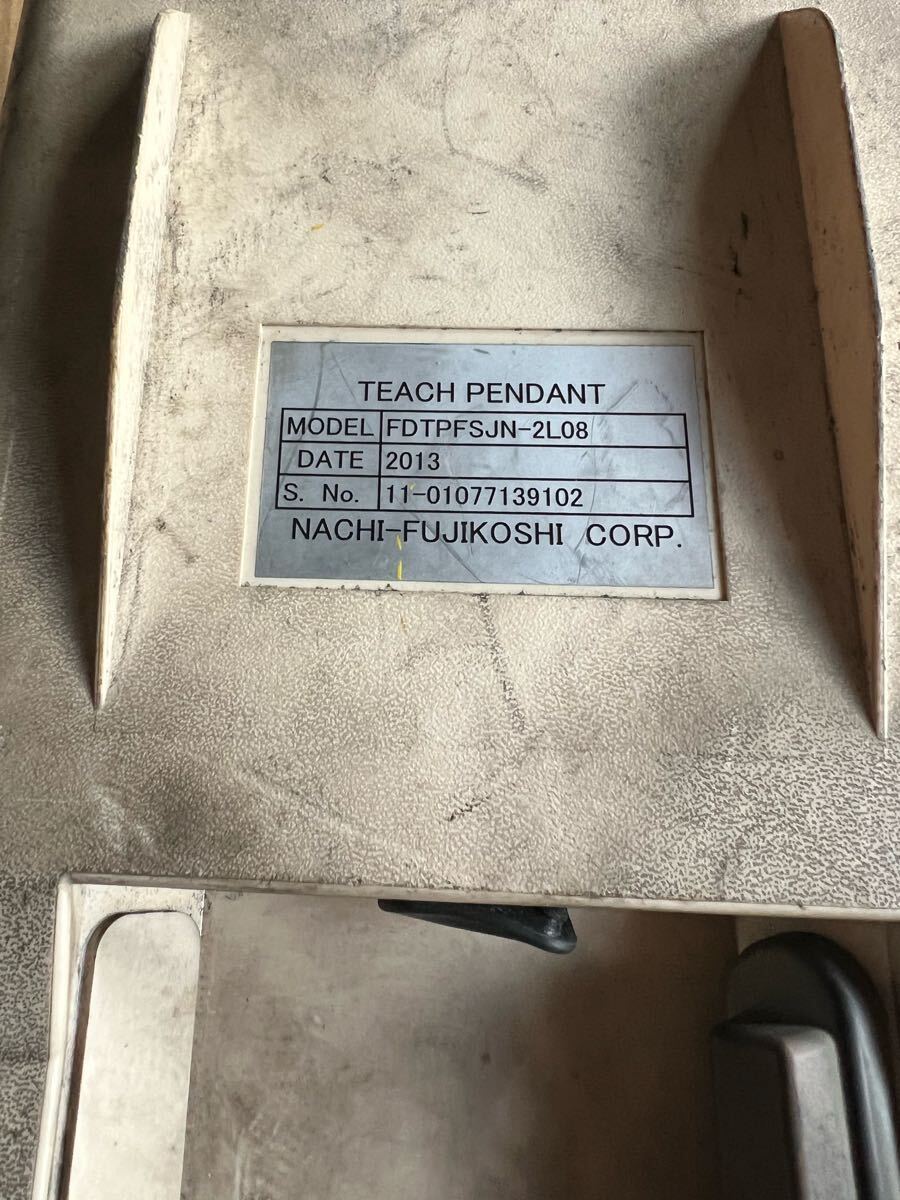 TEACH PENDANT
MODEL FDTPFSJN-2L08
DATE 2013
S. No. 11-01077139102
NACHI-FUJIKOSHI CORP.